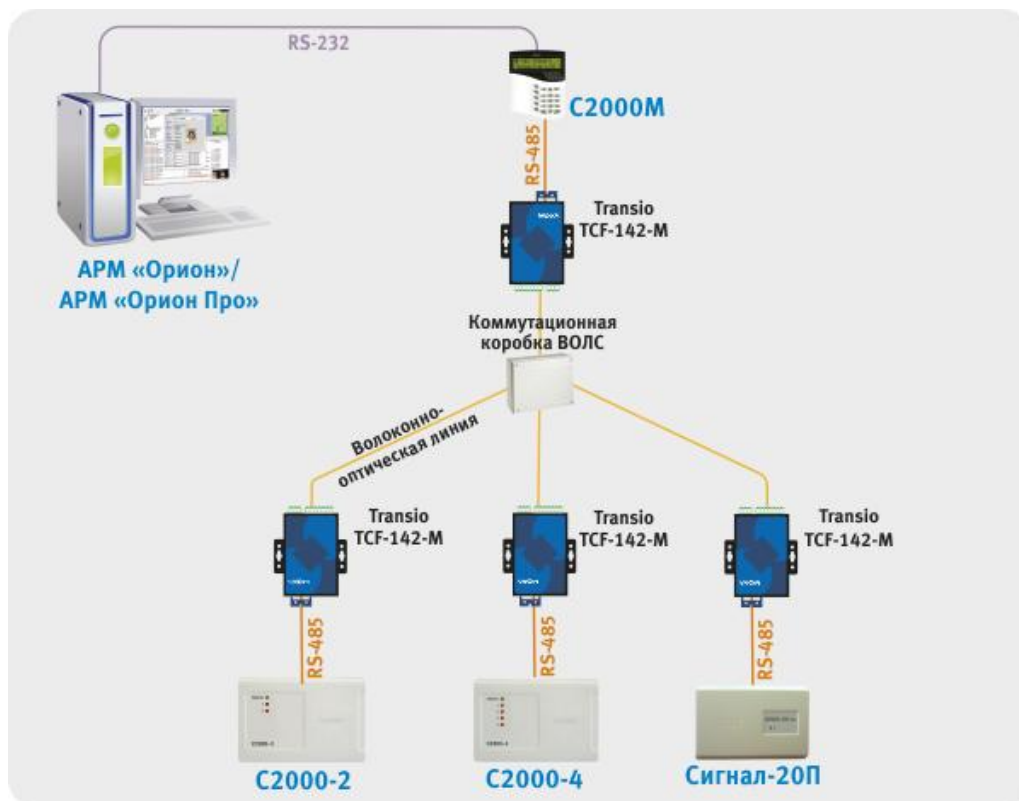 RS-232
С2000М
RS-485
Transio
TCF-142-M
АРМ «Орион»/
АРМ «Орион Про»
Коммутационная
коробка ВОЛС
Волоконно-
оптическая линия
Transio
TCF-142-M
Transio
TCF-142-M
Transio
TCF-142-M
RS-485
RS-485
RS-485
С2000-2
С2000-4
Сигнал-20П